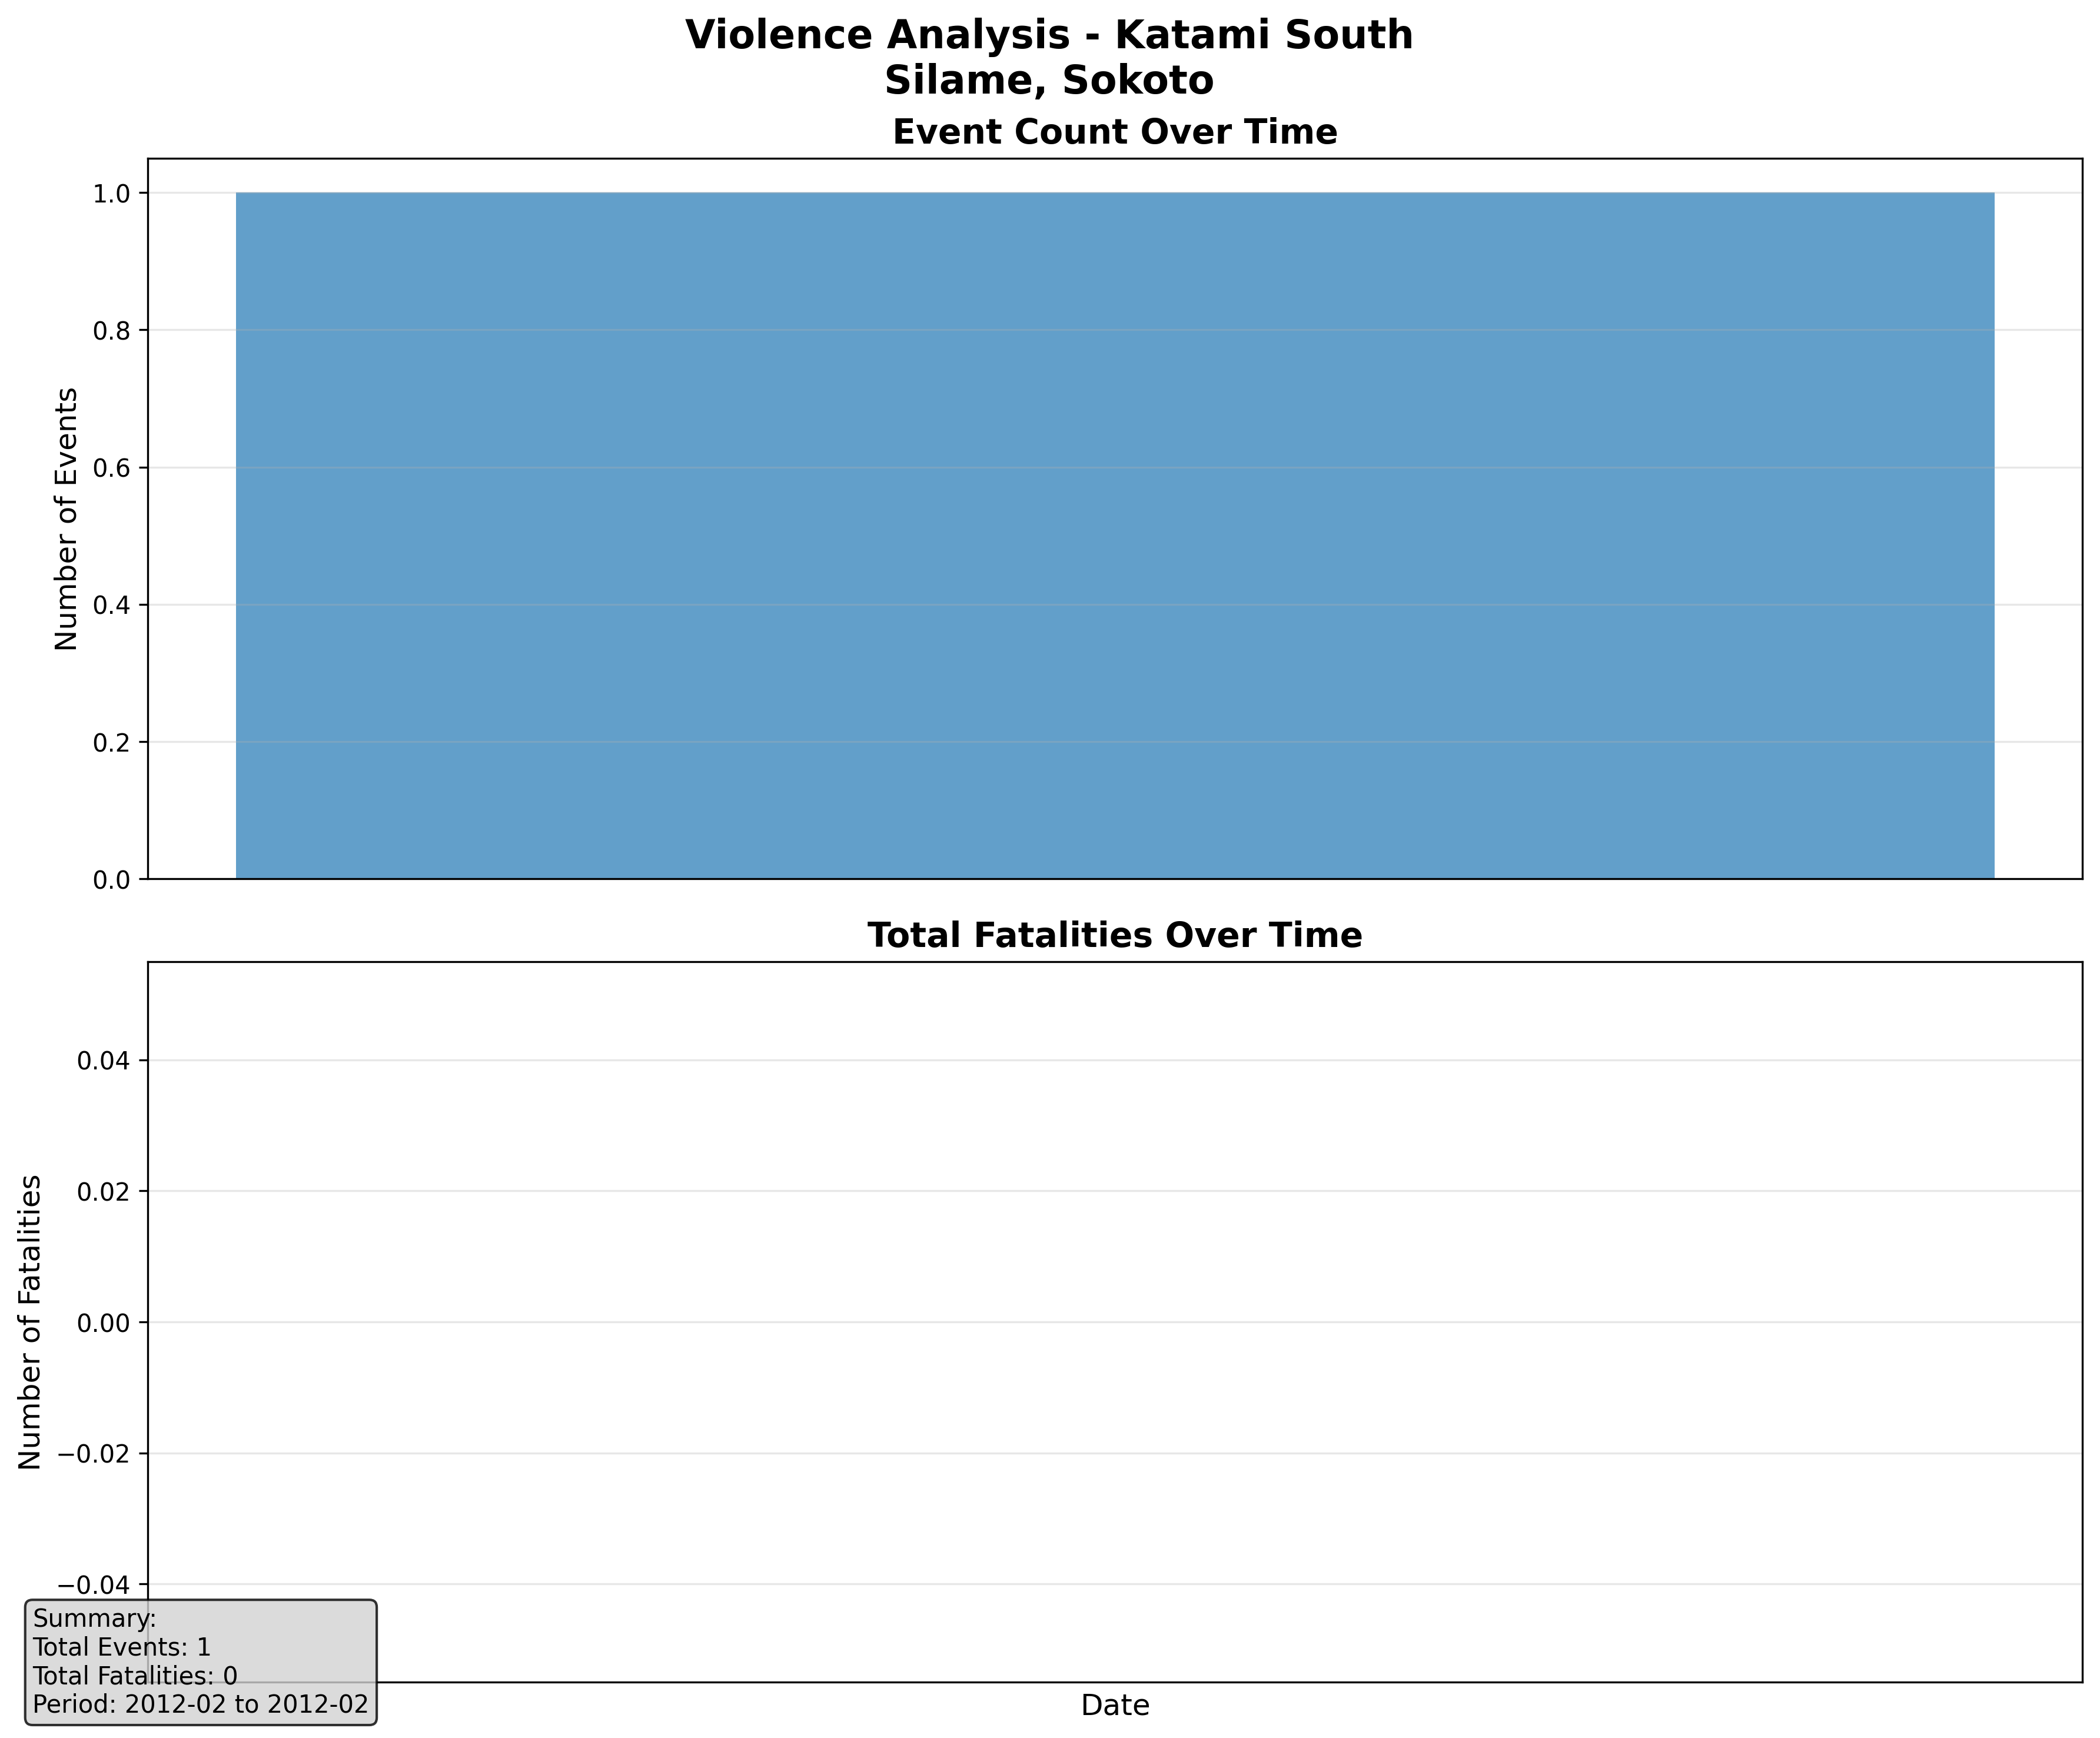 Violence Analysis - Katami South
Silame, Sokoto
Event Count Over Time
1.0
0.8
0.6
0.4
0.2
0.0
Number of Events
Total Fatalities Over Time
0.04
0.02
0.00
−0.02
−0.04
Number of Fatalities
Summary:
Total Events: 1
Total Fatalities: 0
Period: 2012-02 to 2012-02
Date